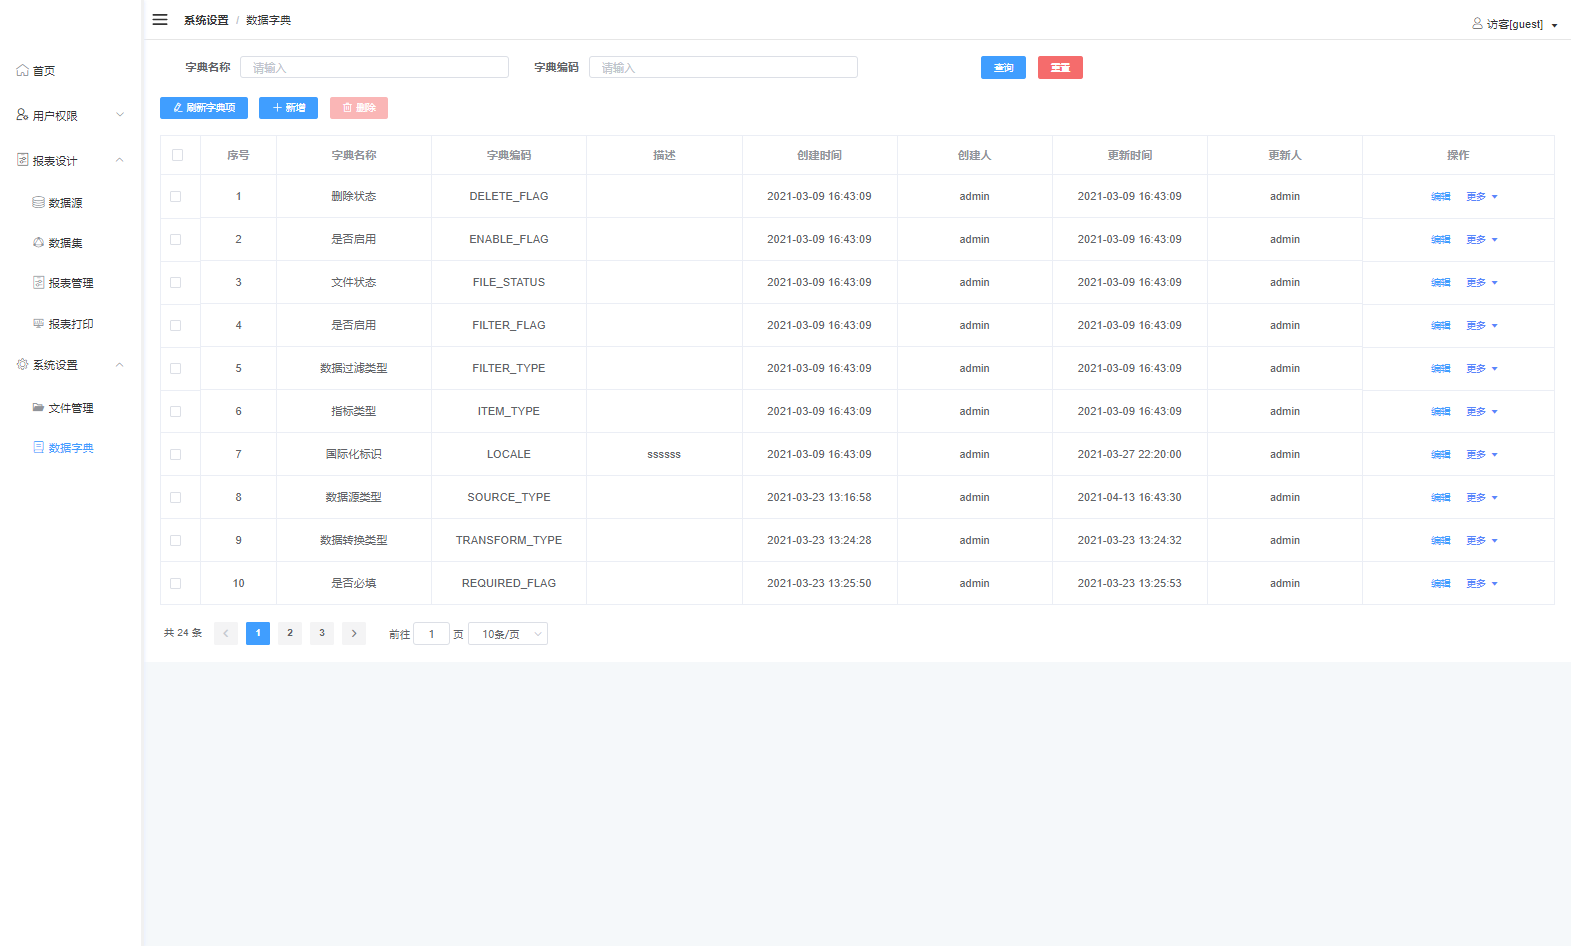 系统设置 / 数据字典
访客[guest]
首页
用户权限
报表设计
数据源
数据集
报表管理
报表打印
系统设置
文件管理
数据字典
字典名称 请输入 字典编码 请输入 查询 重置
刷新字典项 新增 删除
序号 字典名称 字典编码 描述 创建时间 创建人 更新时间 更新人 操作
1 删除状态 DELETE_FLAG 2021-03-09 16:43:09 admin 2021-03-09 16:43:09 admin 编辑 更多
2 是否启用 ENABLE_FLAG 2021-03-09 16:43:09 admin 2021-03-09 16:43:09 admin 编辑 更多
3 文件状态 FILE_STATUS 2021-03-09 16:43:09 admin 2021-03-09 16:43:09 admin 编辑 更多
4 是否启用 FILTER_FLAG 2021-03-09 16:43:09 admin 2021-03-09 16:43:09 admin 编辑 更多
5 数据过滤类型 FILTER_TYPE 2021-03-09 16:43:09 admin 2021-03-09 16:43:09 admin 编辑 更多
6 指标类型 ITEM_TYPE 2021-03-09 16:43:09 admin 2021-03-09 16:43:09 admin 编辑 更多
7 国际化标识 LOCALE ssssss 2021-03-09 16:43:09 admin 2021-03-27 22:20:00 admin 编辑 更多
8 数据源类型 SOURCE_TYPE 2021-03-23 13:16:58 admin 2021-04-13 16:43:30 admin 编辑 更多
9 数据转换类型 TRANSFORM_TYPE 2021-03-23 13:24:28 admin 2021-03-23 13:24:32 admin 编辑 更多
10 是否必填 REQUIRED_FLAG 2021-03-23 13:25:50 admin 2021-03-23 13:25:53 admin 编辑 更多
共 24 条 1 2 3 前往 1 页 10条/页